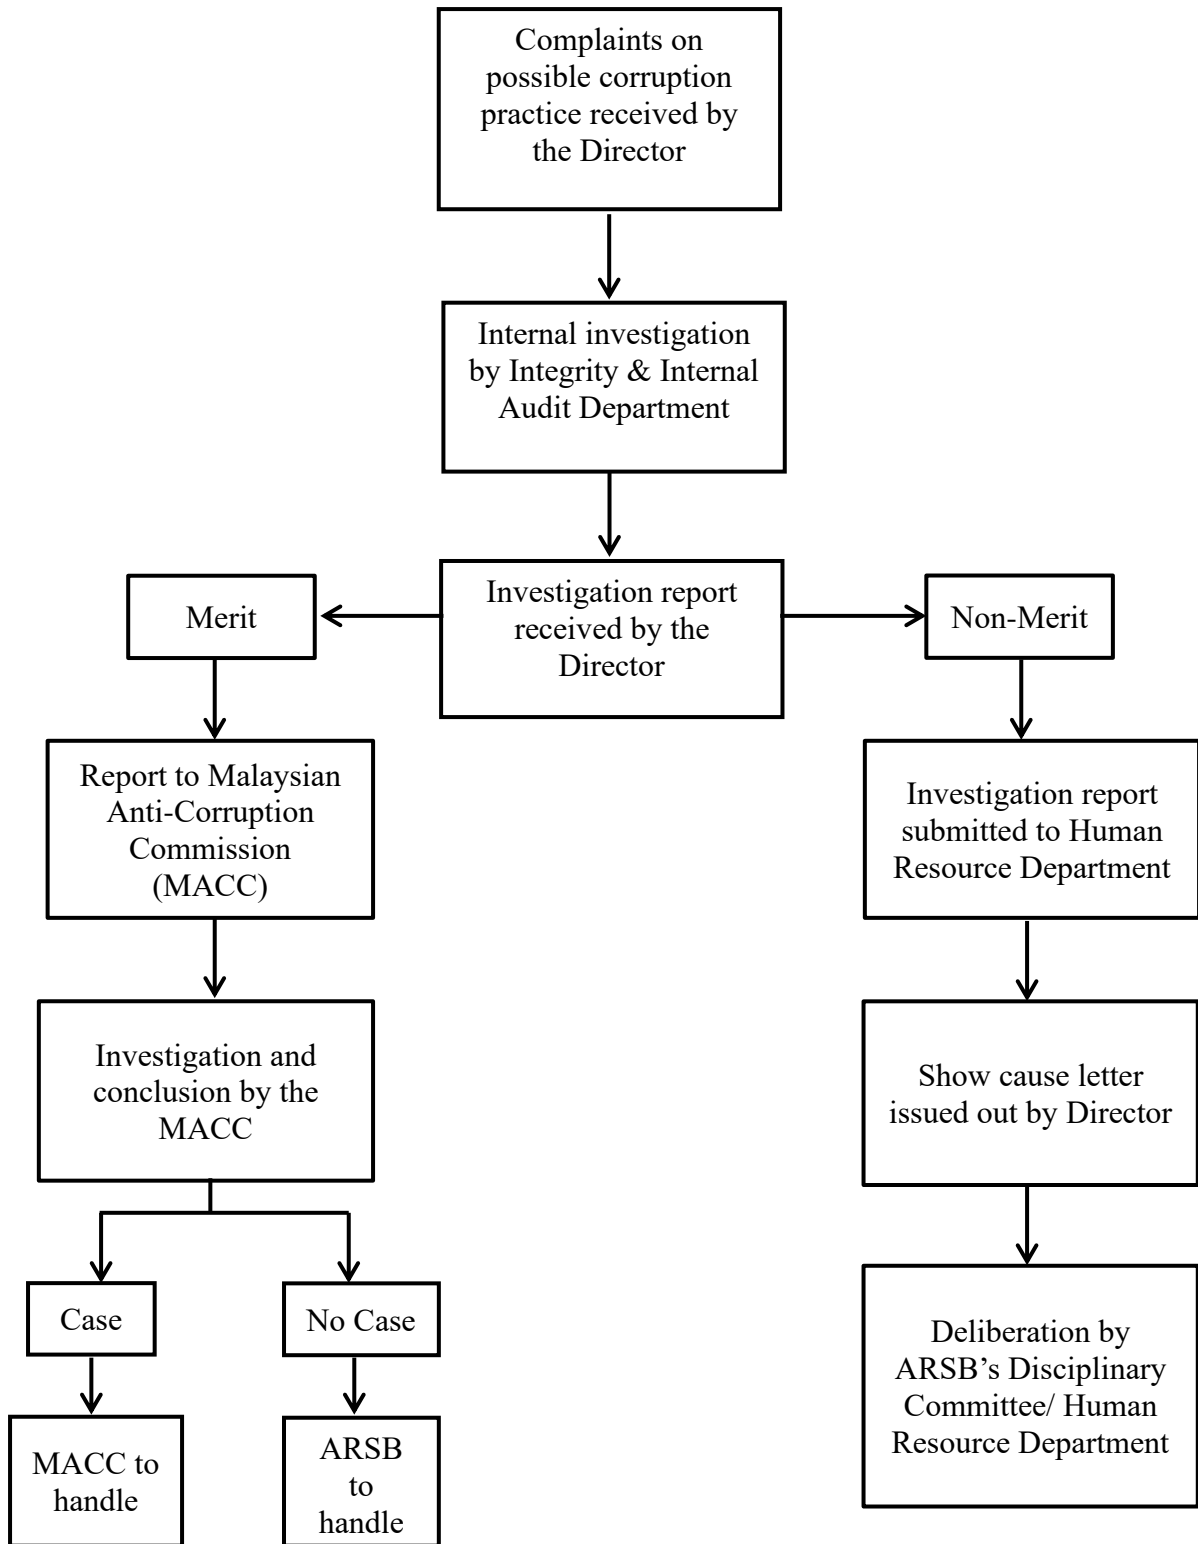 Complaints on
possible corruption
practice received by
the Director
Internal investigation
by Integrity & Internal
Audit Department
Investigation report
received by the
Director
Merit
Non-Merit
Report to Malaysian
Anti-Corruption
Commission
(MACC)
Investigation report
submitted to Human
Resource Department
Investigation and
conclusion by the
MACC
Show cause letter
issued out by Director
Case
No Case
Deliberation by
ARSB’s Disciplinary
Committee/ Human
Resource Department
MACC to
handle
ARSB
to
handle